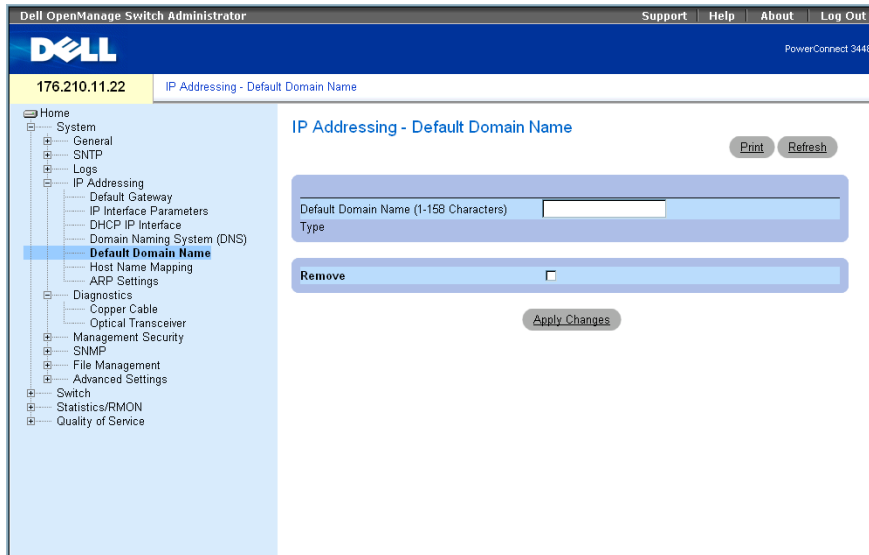 Dell OpenManage Switch Administrator
Support Help About Log Out
DELL
PowerConnect 3448
176.210.11.22
IP Addressing - Default Domain Name
Home
System
General
SNTP
Logs
IP Addressing
Default Gateway
IP Interface Parameters
DHCP IP Interface
Domain Naming System (DNS)
Default Domain Name
Host Name Mapping
ARP Settings
Diagnostics
Copper Cable
Optical Transceiver
Management Security
SNMP
File Management
Advanced Settings
Switch
Statistics/RMON
Quality of Service
IP Addressing - Default Domain Name
Print Refresh
Default Domain Name (1-158 Characters)
Type
Remove
Apply Changes